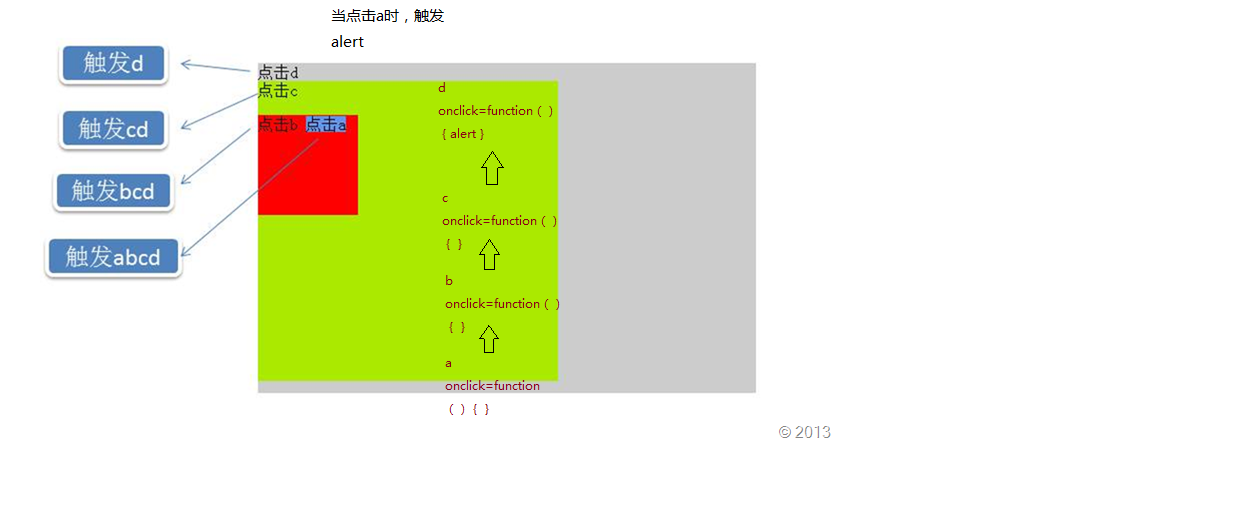 当点击a时，触发
alert
触发d
点击d
点击c
触发cd
点击b 点击a
触发bcd
触发abcd
d
onclick=function（ ）
{ alert }
c
onclick=function（ ）
{ }
b
onclick=function（ ）
{ }
a
onclick=function
（ ）{ }
© 2013